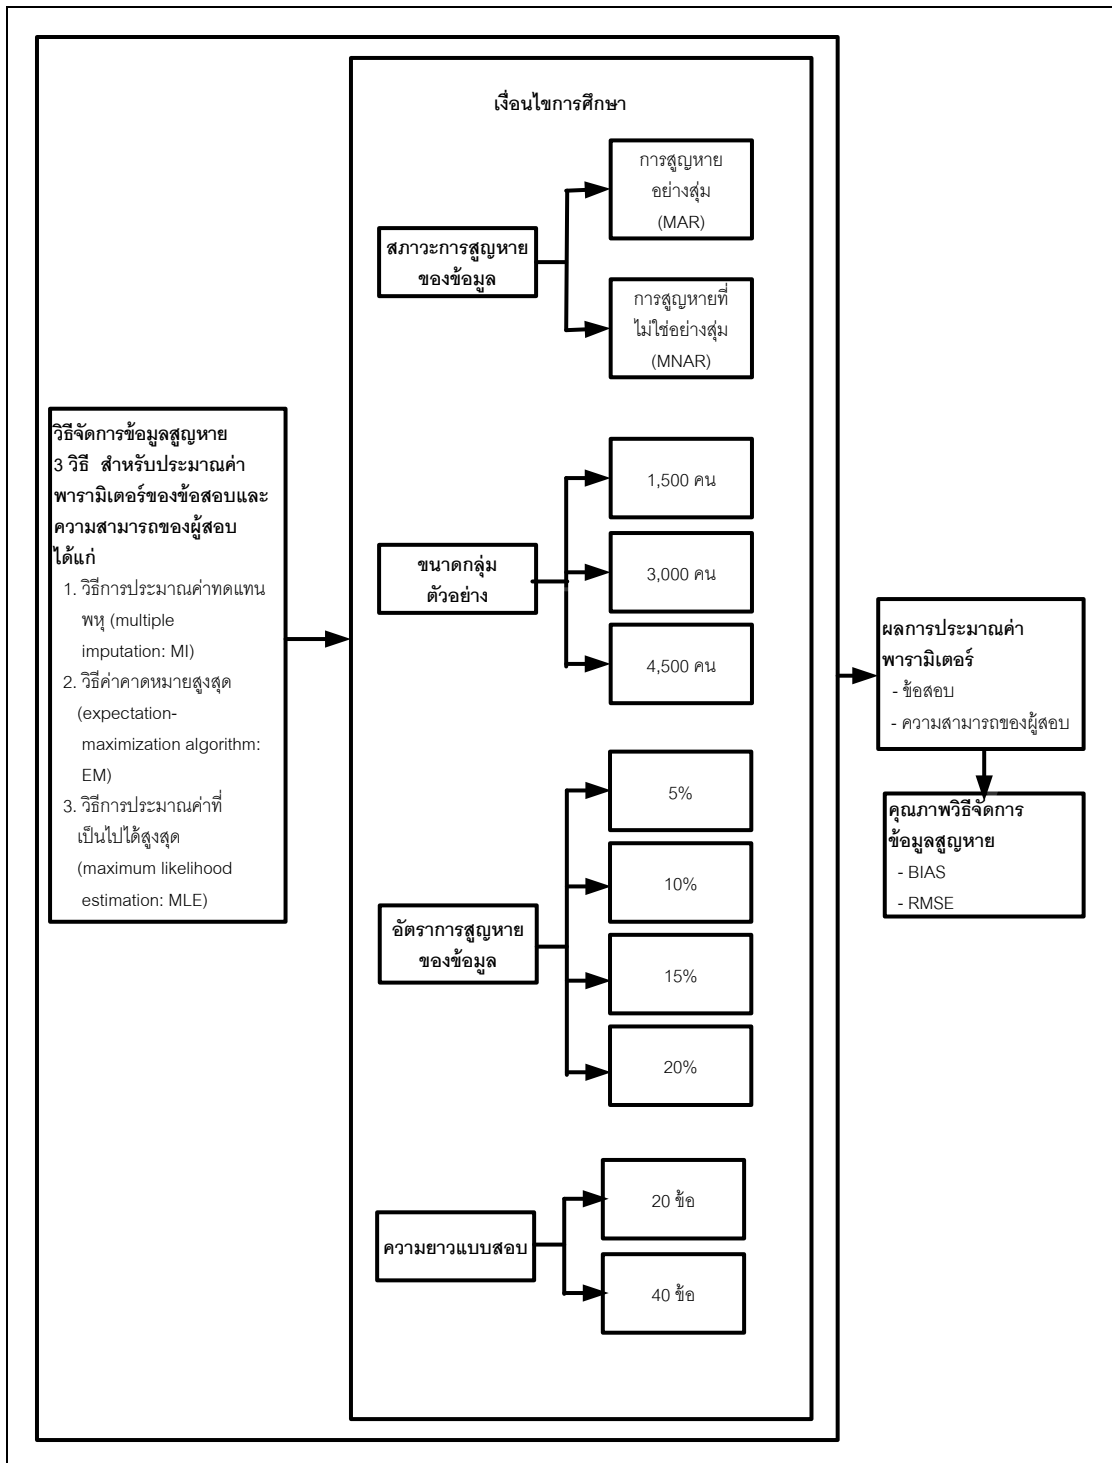 เงื่อนไขการศึกษา
การสูญหาย
อย่างสุ่ม
(MAR)
สภาวะการสูญหาย
ของข้อมูล
การสูญหายที่
ไม่ใช่อย่างสุ่ม
(MNAR)
วิธีจัดการข้อมูลสูญหาย
3 วิธี สำหรับประมาณค่า
พารามิเตอร์ของข้อสอบและ
ความสามารถของผู้สอบ
ได้แก่
1. วิธีการประมาณค่าทดแทน
พหุ (multiple
imputation: MI)
2. วิธีค่าคาดหมายสูงสุด
(expectation-
maximization algorithm:
EM)
3. วิธีการประมาณค่าที่
เป็นไปได้สูงสุด
(maximum likelihood
estimation: MLE)
1,500 คน
ขนาดกลุ่ม
ตัวอย่าง
3,000 คน
4,500 คน
5%
10%
อัตราการสูญหาย
ของข้อมูล
15%
20%
20 ข้อ
ความยาวแบบสอบ
40 ข้อ
ผลการประมาณค่า
พารามิเตอร์
- ข้อสอบ
- ความสามารถของผู้สอบ
คุณภาพวิธีจัดการ
ข้อมูลสูญหาย
- BIAS
- RMSE